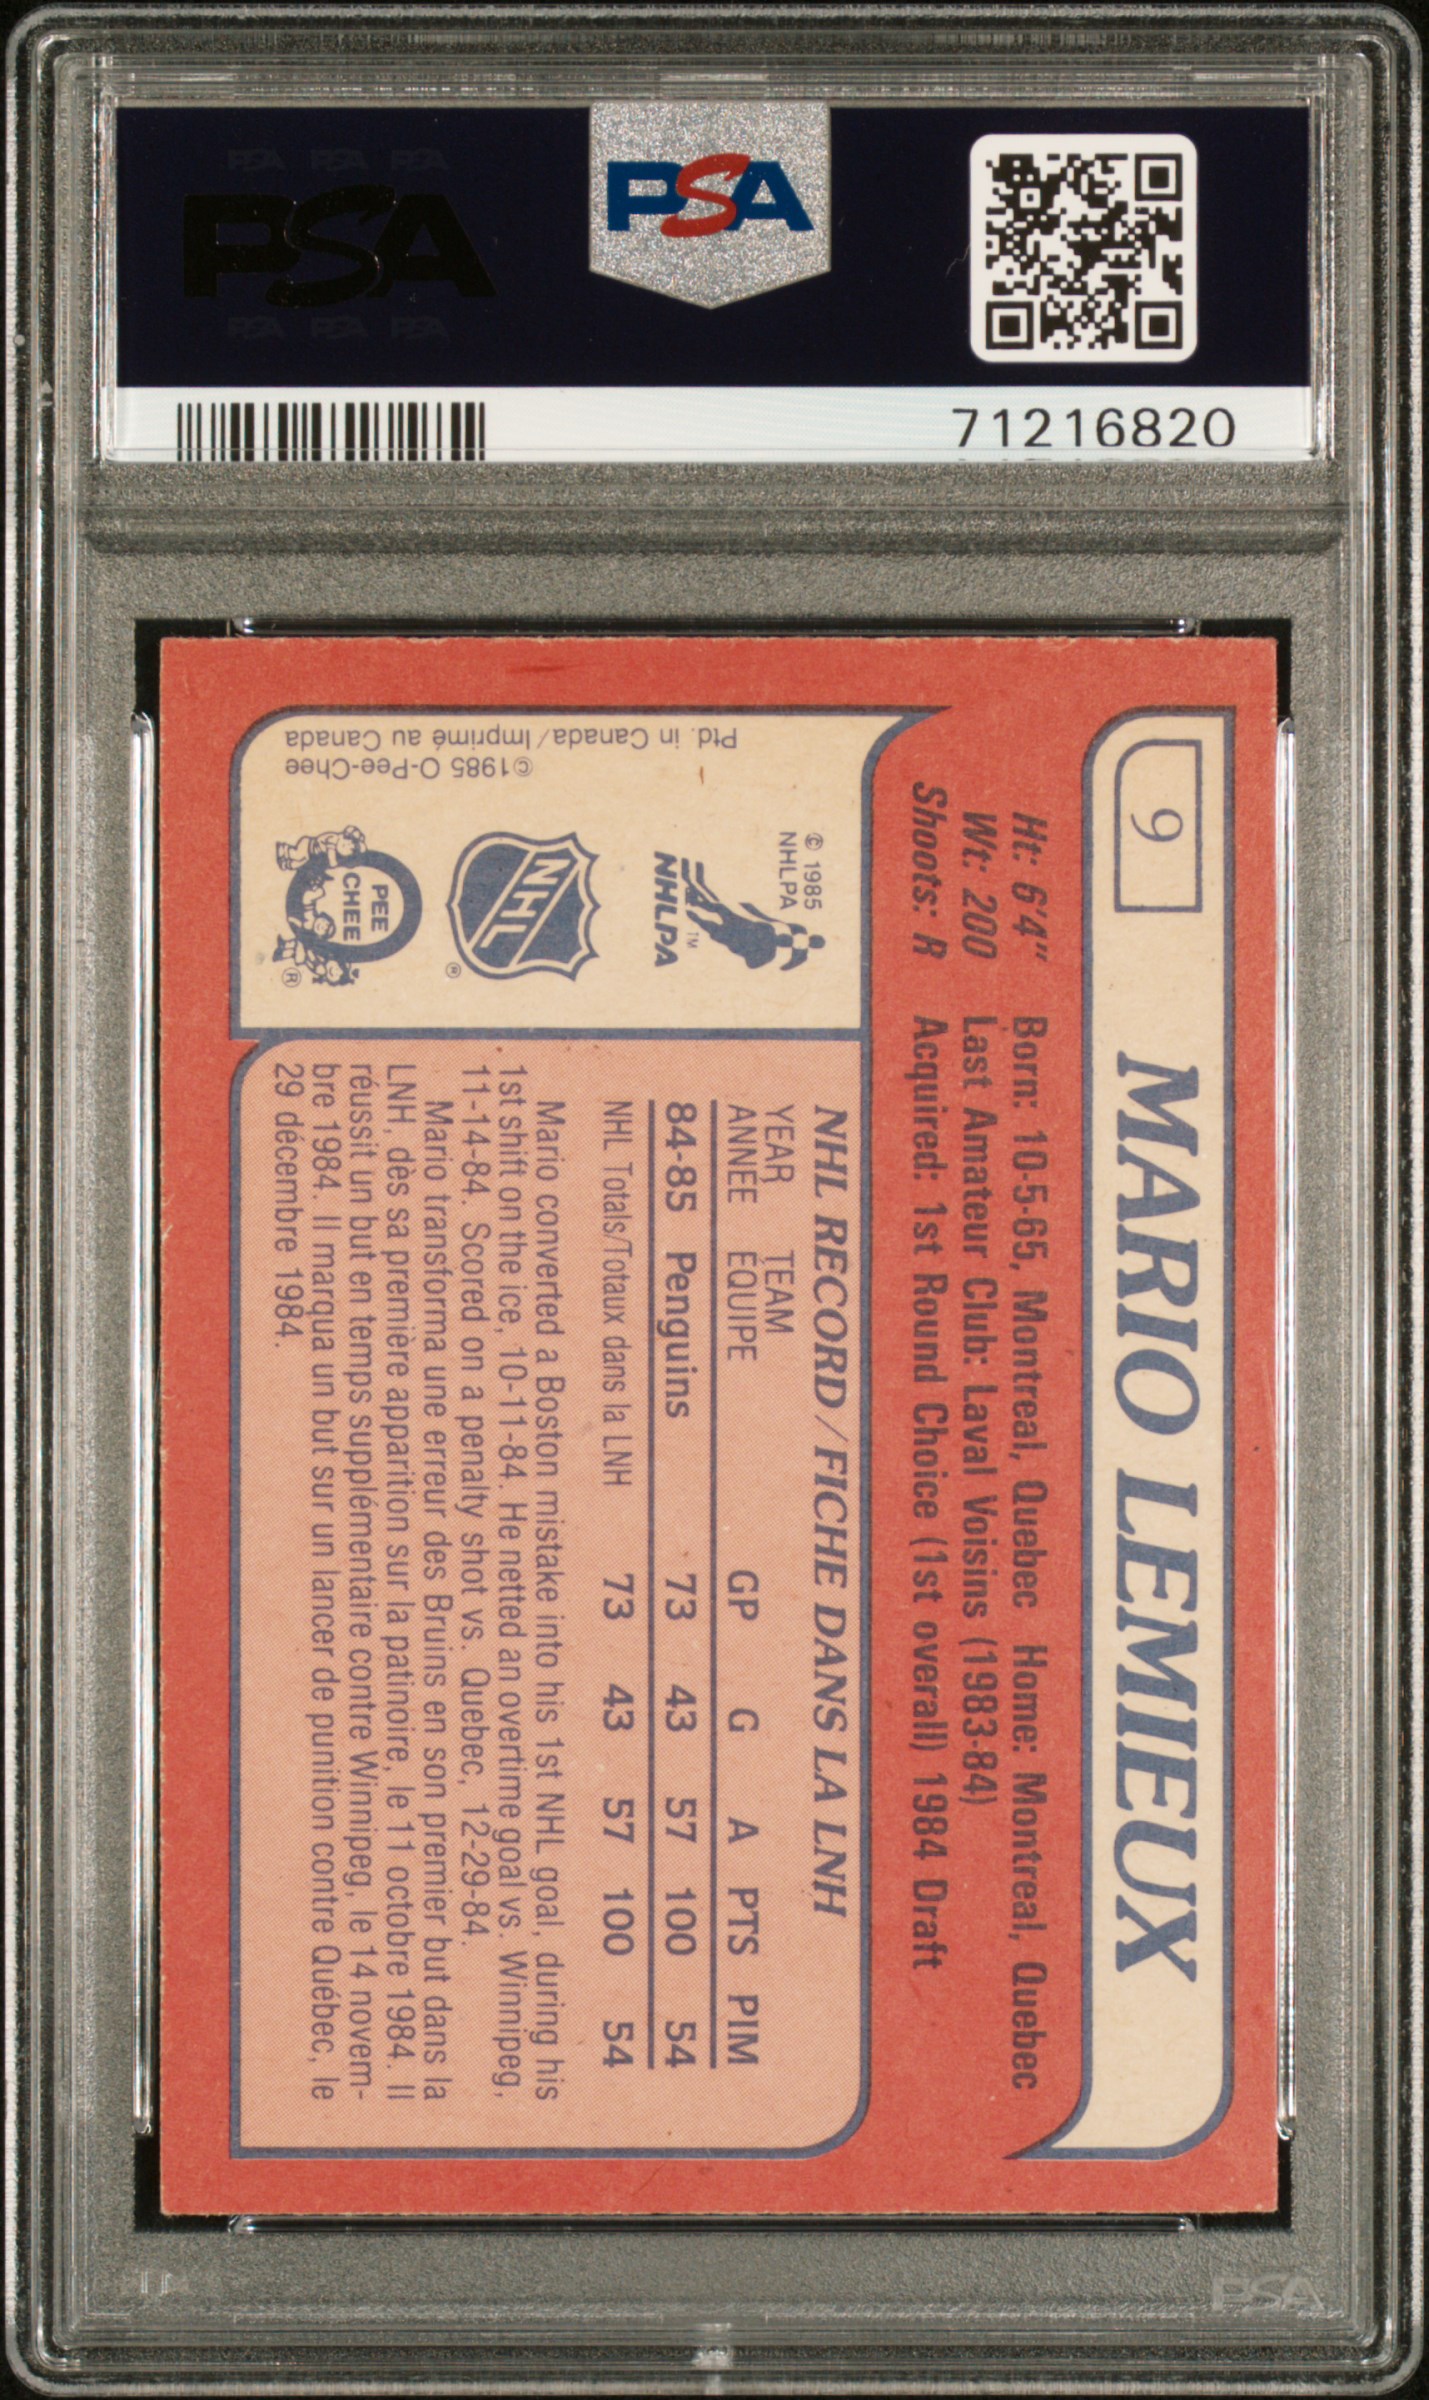 PSA
PSA
71216820
9
MARIO LEMIEUX
Ht: 6'4" Born: 10-5-65, Montreal, Quebec Home: Montreal, Quebec
Wt: 200 Last Amateur Club: Laval Voisins (1983-84)
Shoots: R Acquired: 1st Round Choice (1st overall) 1984 Draft
© 1985
NHLPA
NHLPA TM
NHL ®
PEE
CHEE
®
©1985 O-Pee-Chee
Ptd. in Canada/Imprimé au Canada
NHL RECORD/FICHE DANS LA LNH
YEAR TEAM
ANNÉE ÉQUIPE GP G A PTS PIM
84-85 Penguins 73 43 57 100 54
NHL Totals/Totaux dans la LNH 73 43 57 100 54
Mario converted a Boston mistake into his 1st NHL goal, during his
1st shift on the ice, 10-11-84. He netted an overtime goal vs. Winnipeg,
11-14-84. Scored on a penalty shot vs. Quebec, 12-29-84.
Mario transforma une erreur des Bruins en son premier but dans la
LNH, dès sa première apparition sur la patinoire, le 11 octobre 1984. Il
réussit un but en temps supplémentaire contre Winnipeg, le 14 novem-
bre 1984. Il marqua un but sur un lancer de punition contre Québec, le
29 décembre 1984.
PSA